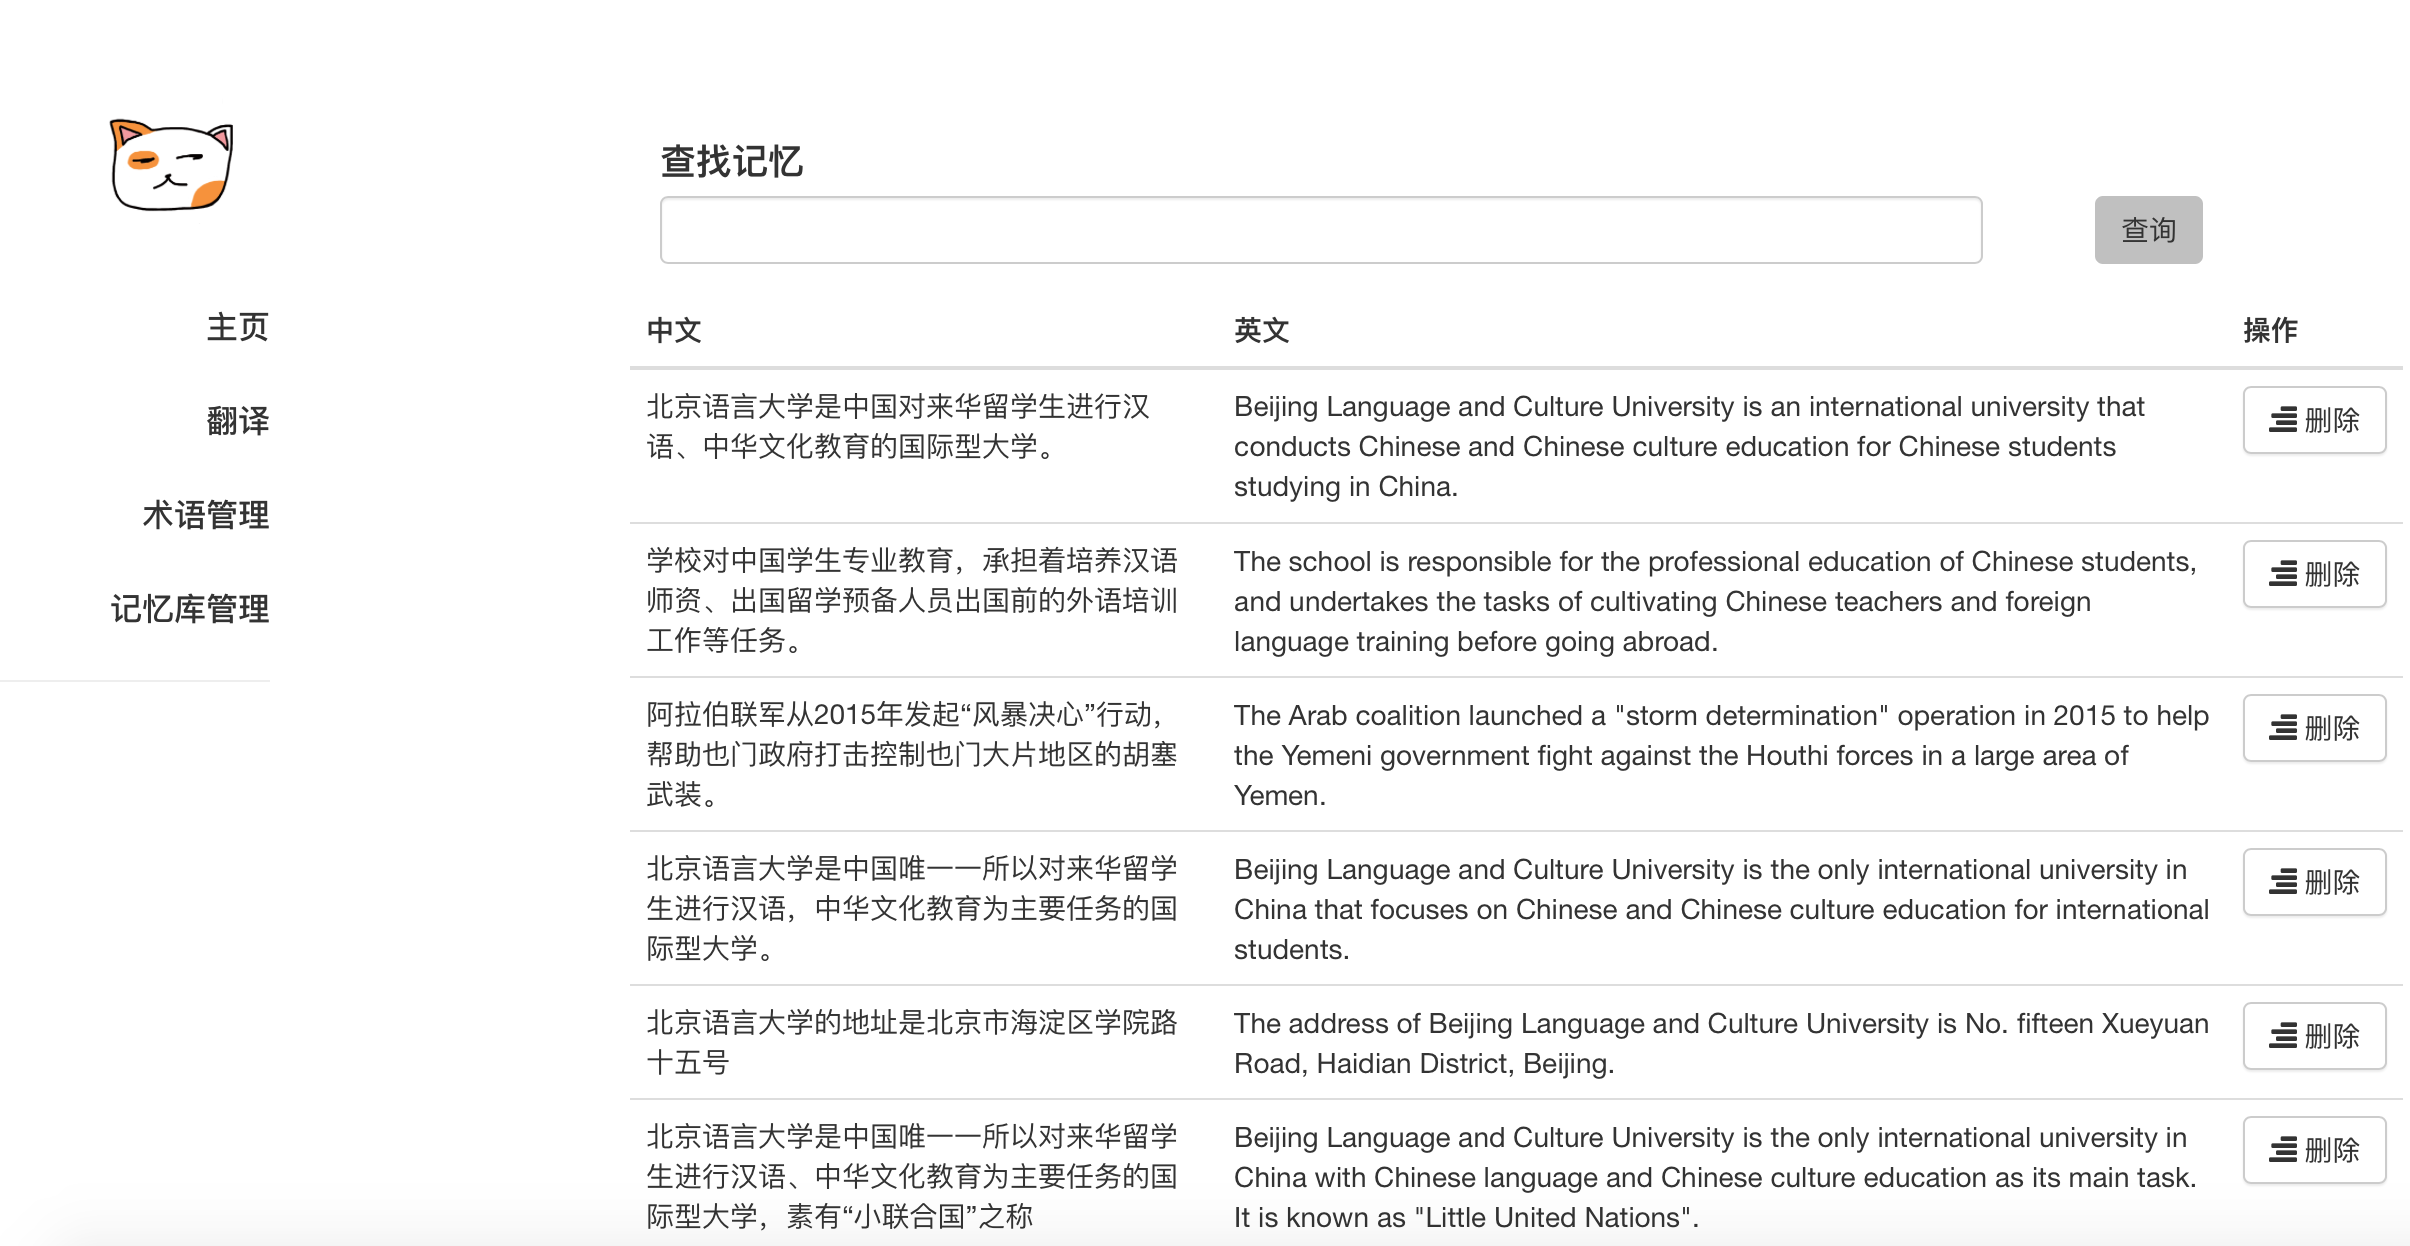 查找记忆
查询
主页
翻译
术语管理
记忆库管理
中文 英文 操作
北京语言大学是中国对来华留学生进行汉
语、中华文化教育的国际型大学。
Beijing Language and Culture University is an international university that
conducts Chinese and Chinese culture education for Chinese students
studying in China.
删除
学校对中国学生专业教育，承担着培养汉语
师资、出国留学预备人员出国前的外语培训
工作等任务。
The school is responsible for the professional education of Chinese students,
and undertakes the tasks of cultivating Chinese teachers and foreign
language training before going abroad.
删除
阿拉伯联军从2015年发起“风暴决心”行动，
帮助也门政府打击控制也门大片地区的胡塞
武装。
The Arab coalition launched a "storm determination" operation in 2015 to help
the Yemeni government fight against the Houthi forces in a large area of
Yemen.
删除
北京语言大学是中国唯一一所以对来华留学
生进行汉语，中华文化教育为主要任务的国
际型大学。
Beijing Language and Culture University is the only international university in
China that focuses on Chinese and Chinese culture education for international
students.
删除
北京语言大学的地址是北京市海淀区学院路
十五号
The address of Beijing Language and Culture University is No. fifteen Xueyuan
Road, Haidian District, Beijing.
删除
北京语言大学是中国唯一一所以对来华留学
生进行汉语、中华文化教育为主要任务的国
际型大学，素有“小联合国”之称
Beijing Language and Culture University is the only international university in
China with Chinese language and Chinese culture education as its main task.
It is known as "Little United Nations".
删除